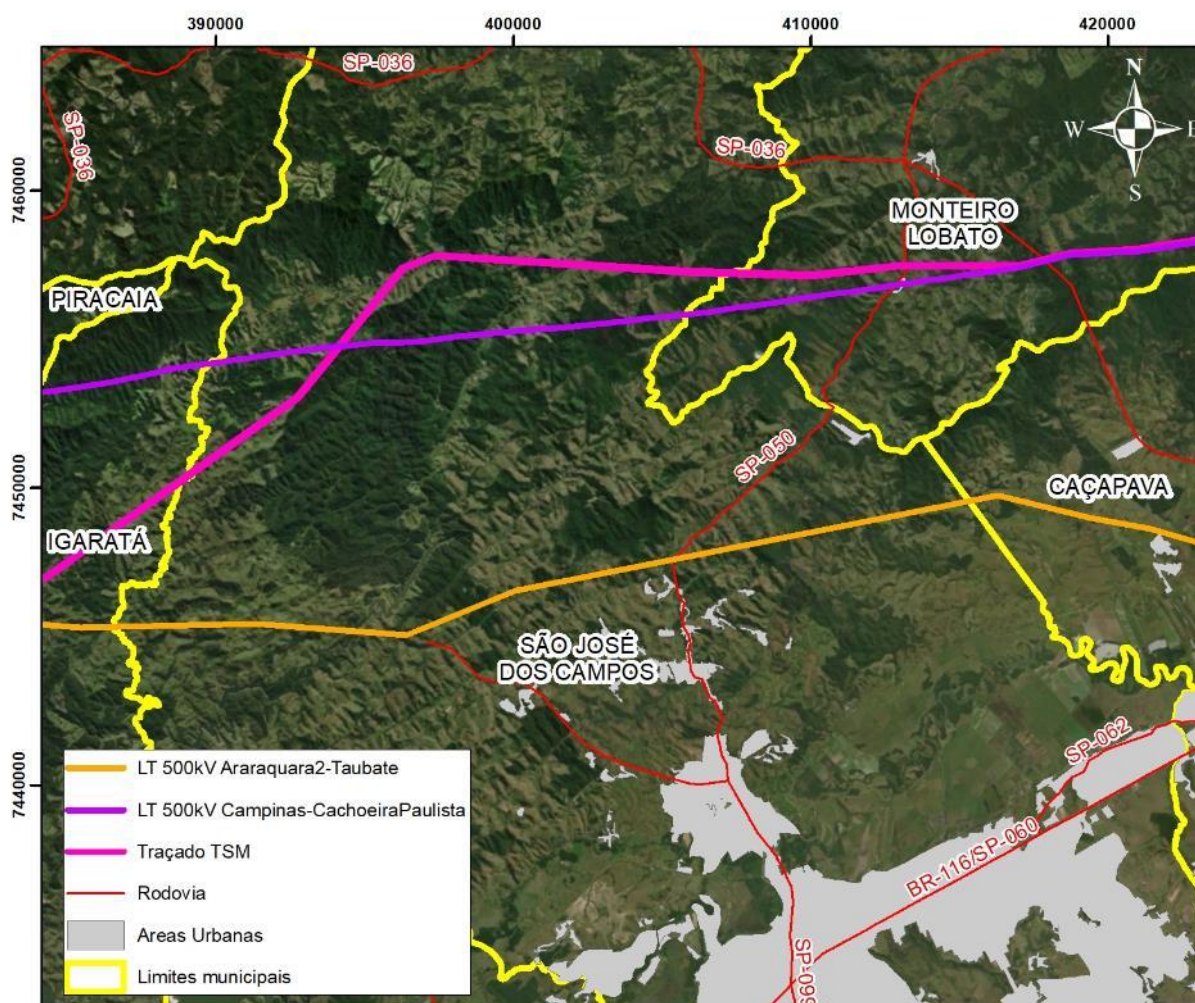 390000
400000
410000
420000
SP-036
SP-036
SP-036
N
W
E
S
7460000
MONTEIRO
LOBATO
PIRACAIA
SP-050
7450000
CAÇAPAVA
IGARATÁ
SÃO JOSÉ
DOS CAMPOS
SP-062
7440000
BR-116/SP-060
SP-099
LT 500kV Araraquara2-Taubate
LT 500kV Campinas-CachoeiraPaulista
Traçado TSM
Rodovia
Areas Urbanas
Limites municipais